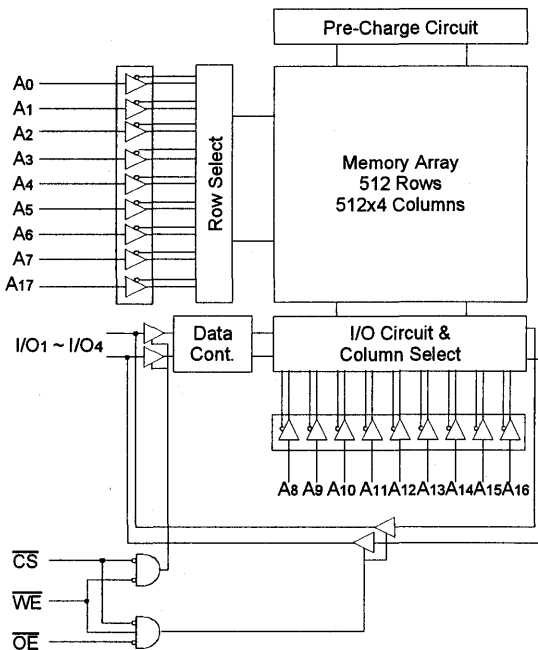 Pre-Charge Circuit
A0
A1
A2
A3
A4
A5
A6
A7
A17
Row Select
Memory Array
512 Rows
512x4 Columns
I/O1 ~ I/O4
Data
Cont.
I/O Circuit &
Column Select
A8 A9 A10 A11 A12 A13 A14 A15 A16
CS
WE
OE